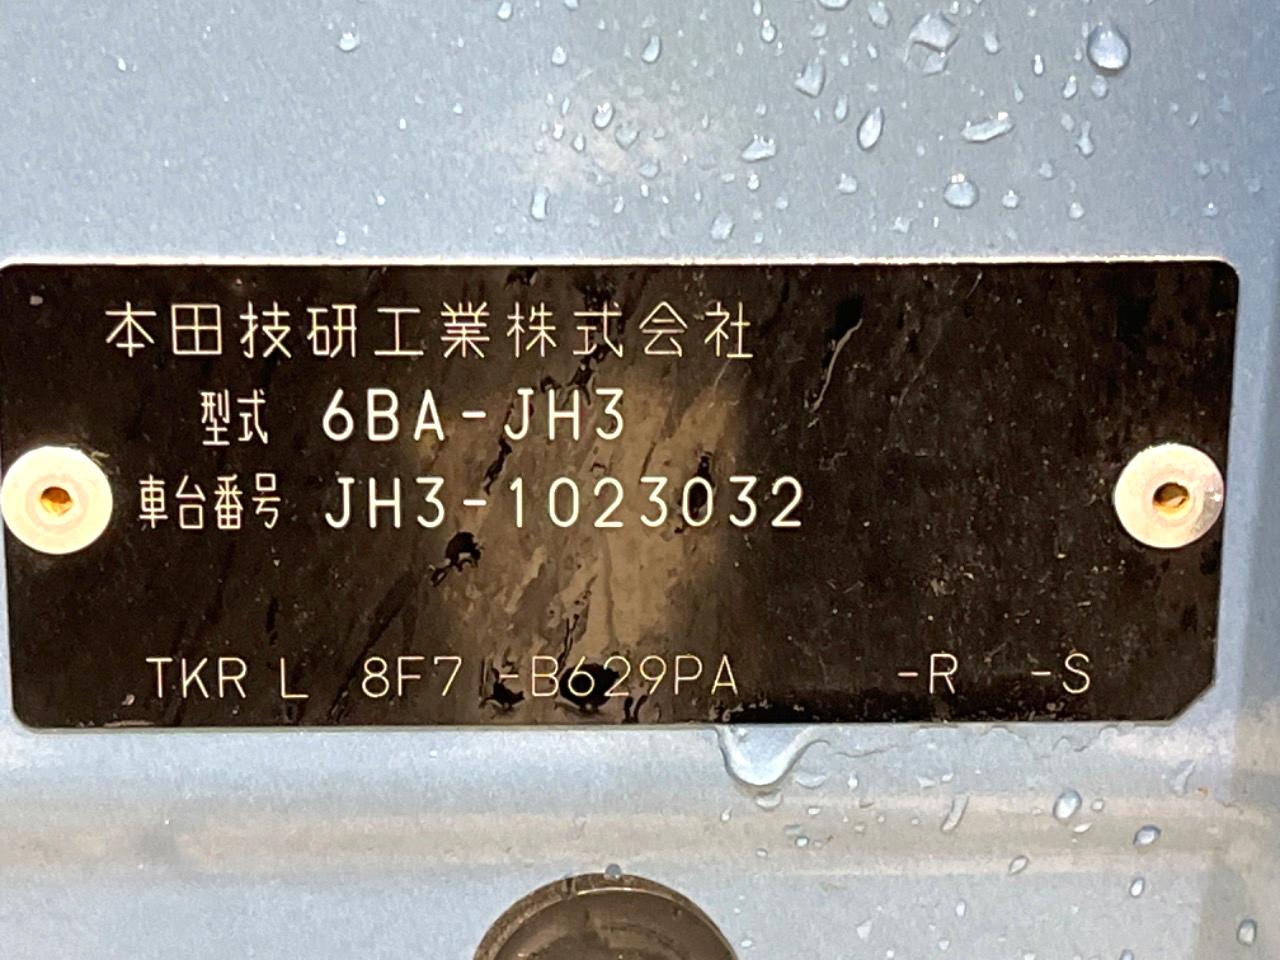 本田技研工業株式会社
型式 6BA-JH3
車台番号 JH3-1023032
TKR L 8F7 -B629PA -R -S